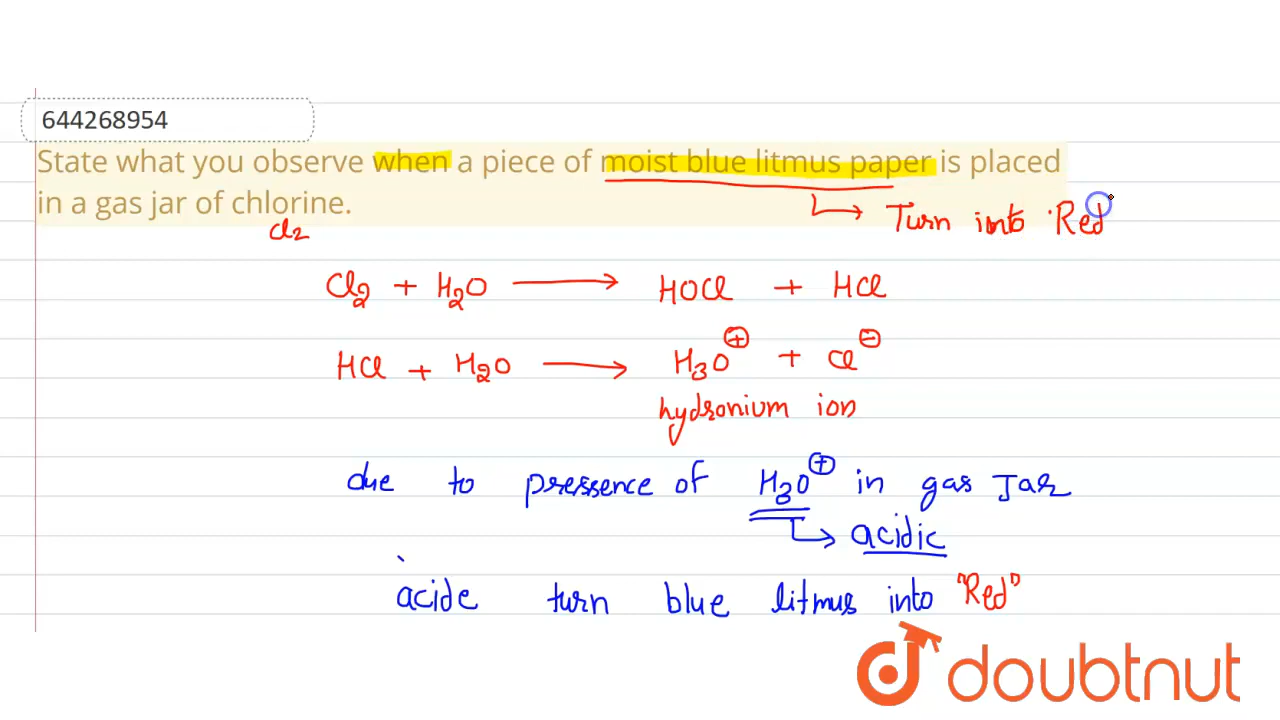 644268954
State what you observe when a piece of moist blue litmus paper is placed
in a gas jar of chlorine.
Cl2
Turn into "Red
Cl2 + H2O ⟶ HOCl + HCl
HCl + H2O ⟶ H3O⊕ + Cl⊖
hydronium ion
due to pressence of H3O⊕ in gas Jar
acidic
acide turn blue litmus into "Red"
doubtnut